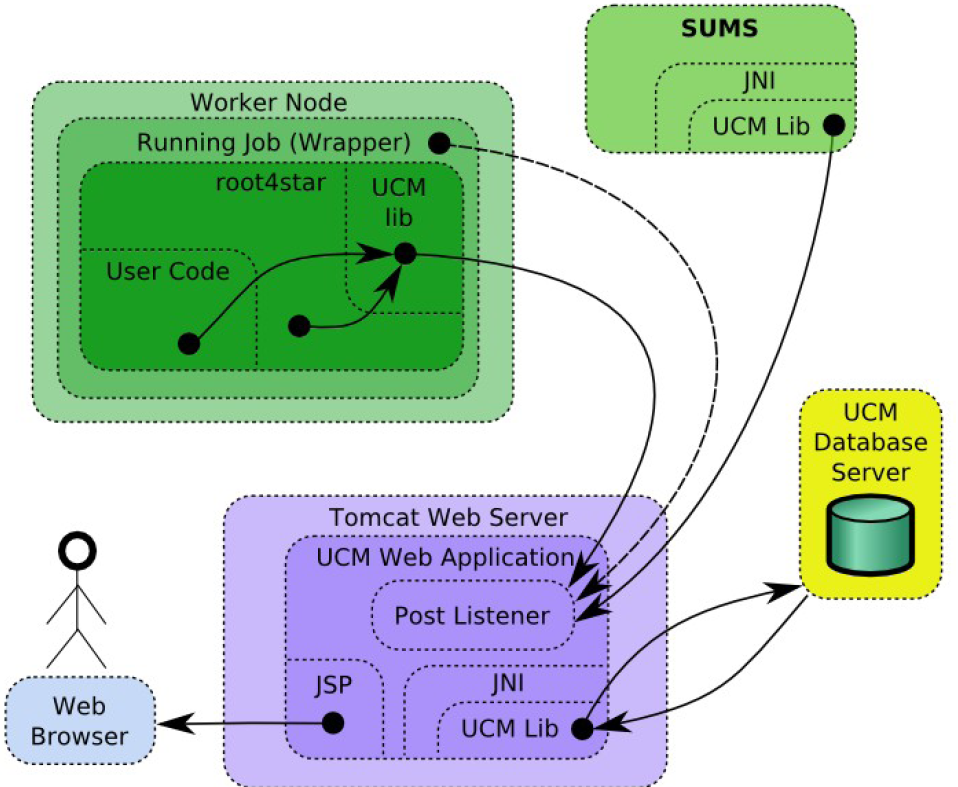 SUMS
JNI
UCM Lib
Worker Node
Running Job (Wrapper)
root4star
UCM
lib
User Code
UCM
Database
Server
Tomcat Web Server
UCM Web Application
Post Listener
JSP
JNI
UCM Lib
Web
Browser